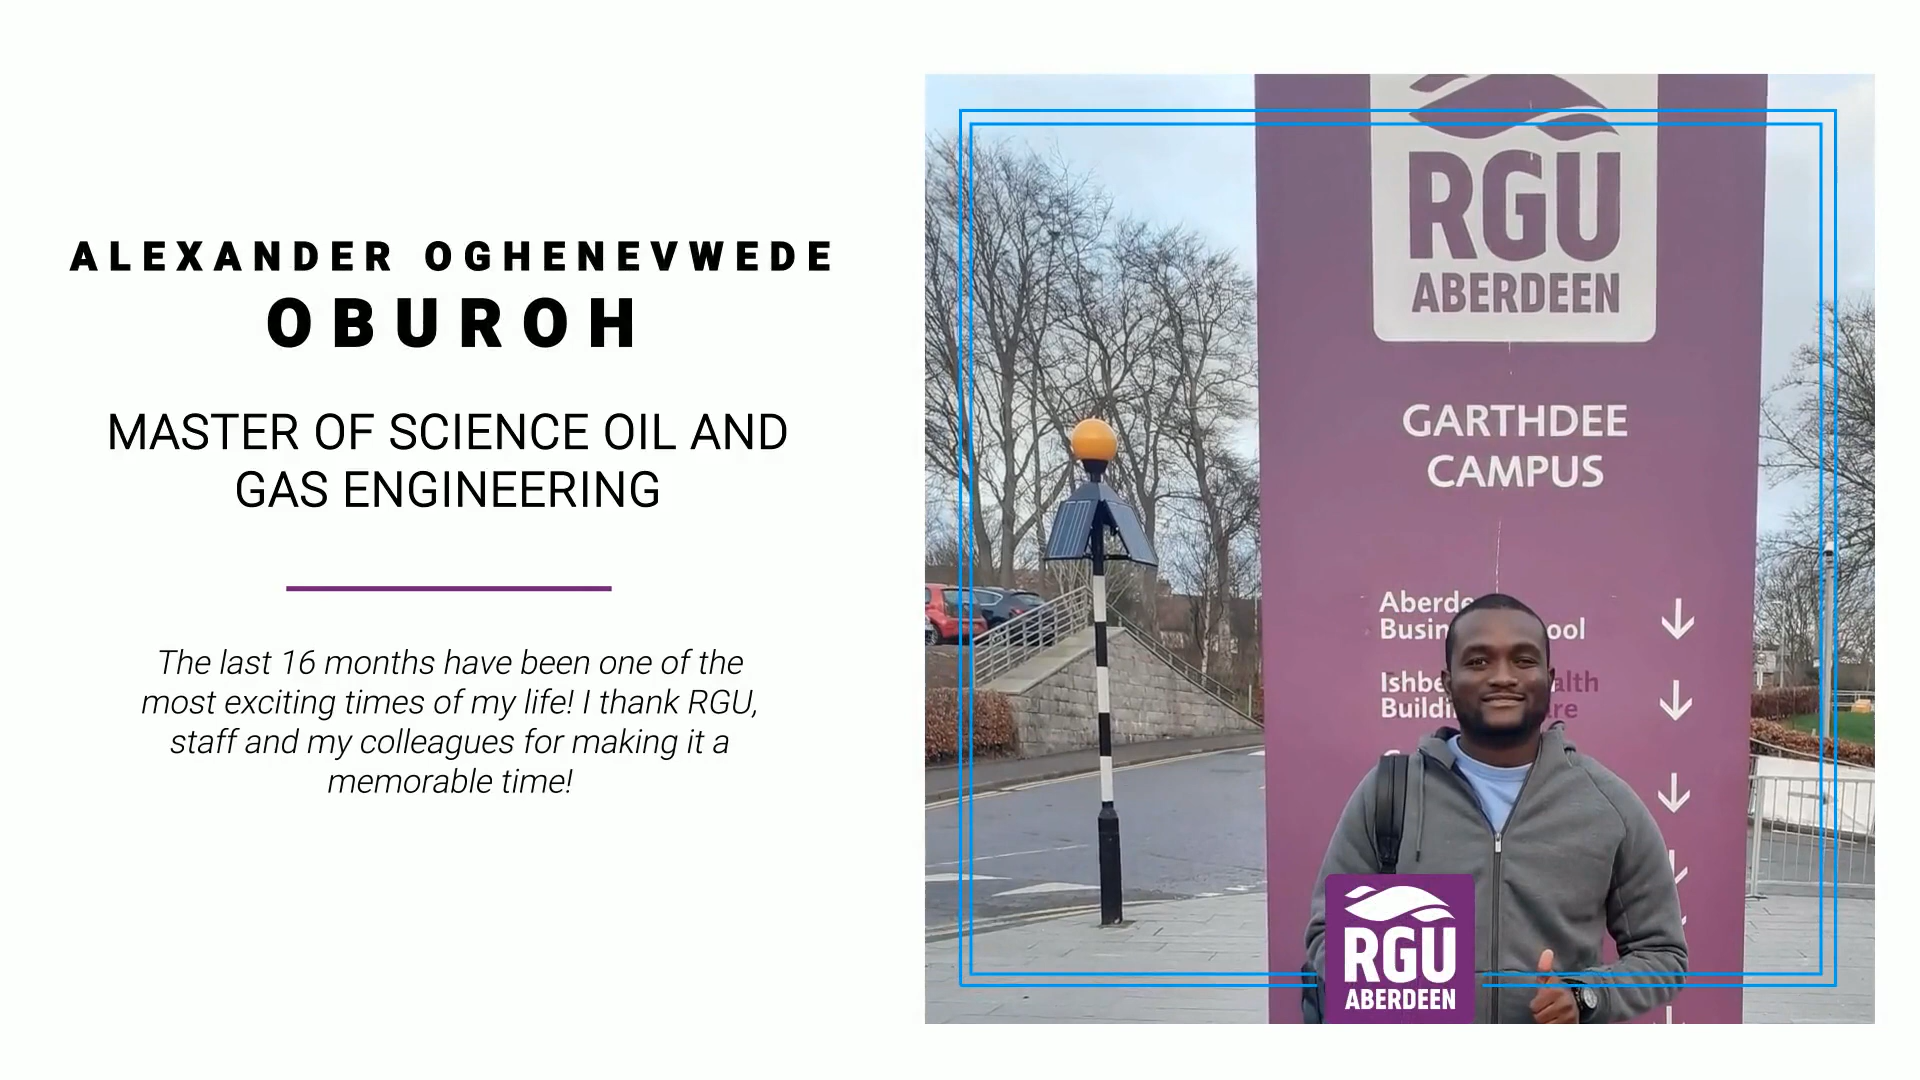 ALEXANDER OGHENEVWEDE
OBUROH
MASTER OF SCIENCE OIL AND
GAS ENGINEERING
The last 16 months have been one of the
most exciting times of my life! I thank RGU,
staff and my colleagues for making it a
memorable time!
RGU
ABERDEEN
GARTHDEE
CAMPUS
RGU
ABERDEEN